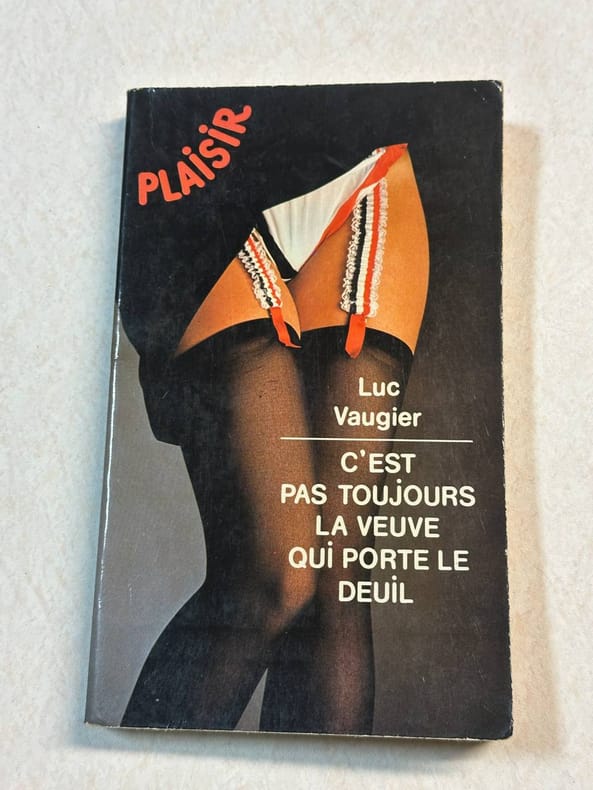 PLAiSiR
Luc
Vaugier
C'EST
PAS TOUjOURS
LA VEUVE
QUi PORTE LE
DEUiL